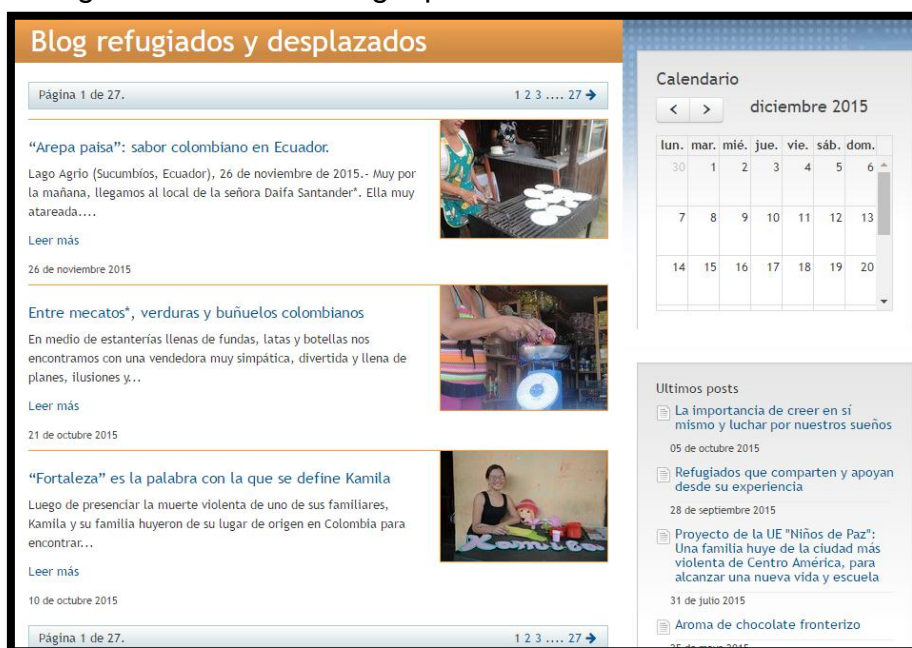 Blog refugiados y desplazados
Página 1 de 27.
1 2 3 .... 27
“Arepa paisa”: sabor colombiano en Ecuador.
Lago Agrio (Sucumbíos, Ecuador), 26 de noviembre de 2015.- Muy por
la mañana, llegamos al local de la señora Daifa Santander*. Ella muy
atareada....
Leer más
26 de noviembre 2015
Entre mecatos*, verduras y buñuelos colombianos
En medio de estanterías llenas de fundas, latas y botellas nos
encontramos con una vendedora muy simpática, divertida y llena de
planes, ilusiones y...
Leer más
21 de octubre 2015
“Fortaleza” es la palabra con la que se define Kamila
Luego de presenciar la muerte violenta de uno de sus familiares,
Kamila y su familia huyeron de su lugar de origen en Colombia para
encontrar...
Leer más
10 de octubre 2015
Kamila
Página 1 de 27.
1 2 3 .... 27
Calendario
diciembre 2015
lun. mar. mié. jue. vie. sáb. dom.
30 1 2 3 4 5 6
7 8 9 10 11 12 13
14 15 16 17 18 19 20
Ultimos posts
La importancia de creer en sí
mismo y luchar por nuestros sueños
05 de octubre 2015
Refugiados que comparten y apoyan
desde su experiencia
28 de septiembre 2015
Proyecto de la UE "Niños de Paz":
Una familia huye de la ciudad más
violenta de Centro América, para
alcanzar una nueva vida y escuela
31 de julio 2015
Aroma de chocolate fronterizo